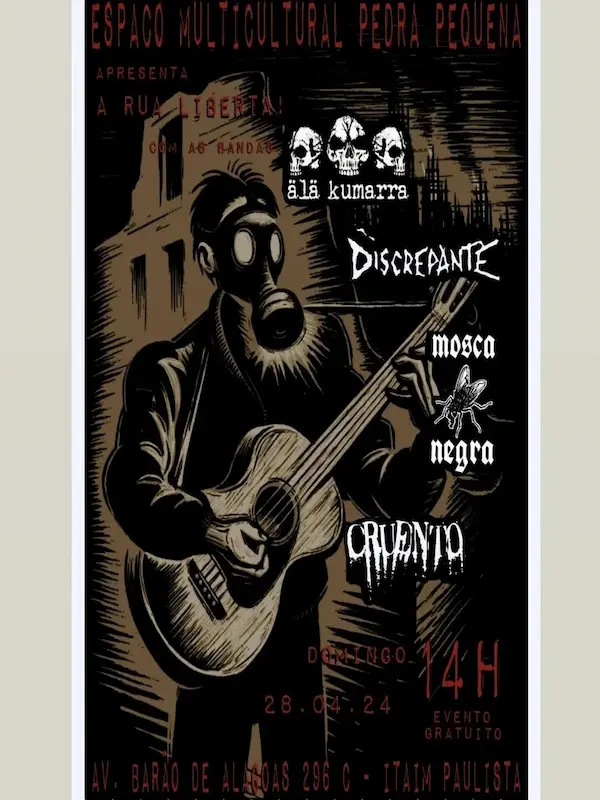 ESPAÇO MULTICULTURAL PEDRA PEQUENA
APRESENTA
A RUA LIBERTA!
COM AS BANDAS
älä kumarra
DISCREPANTE
mosca
negra
CRUENTO
DOMINGO 14H
28.04.24
EVENTO
GRATUITO
AV. BARÃO DE ALAGOAS 296 C - ITAIM PAULISTA